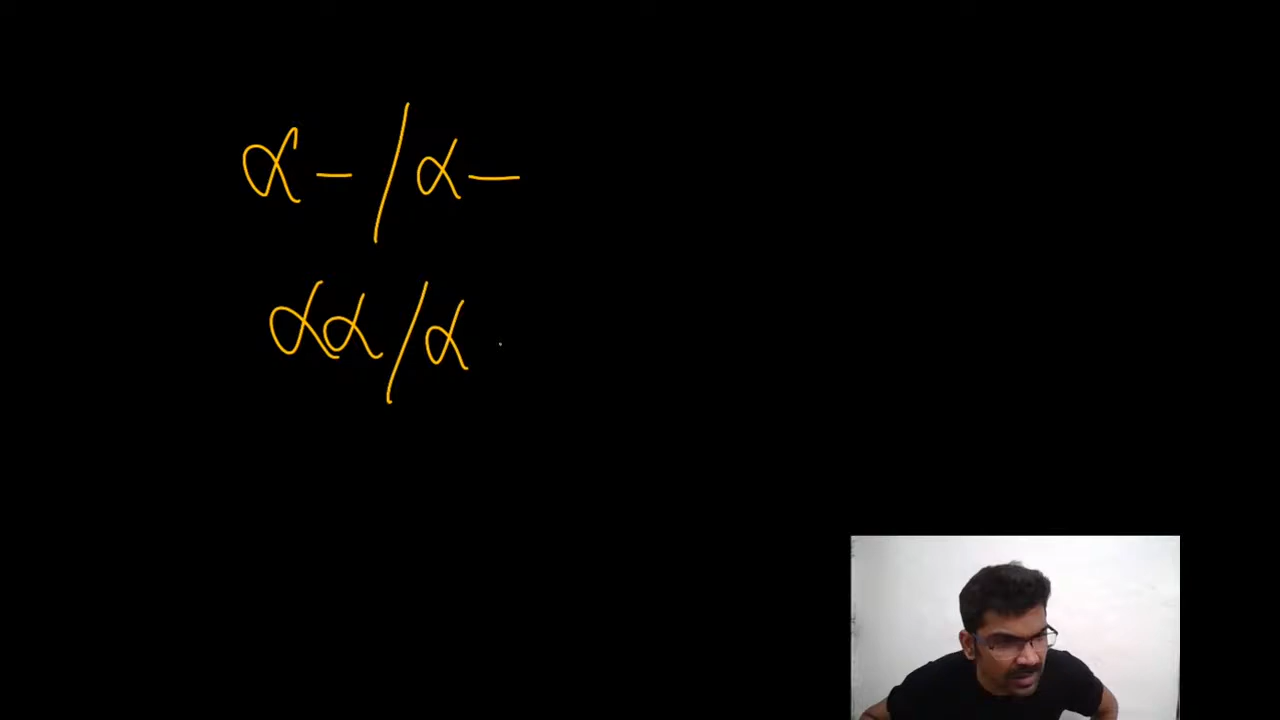 α – / α –
αα / α